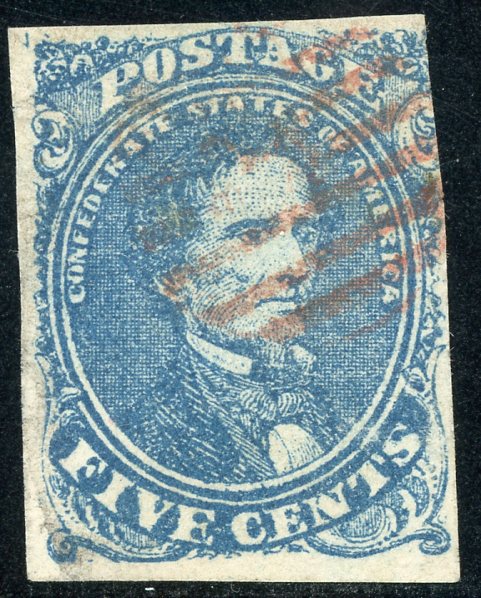 POSTAGE
CONFEDERATE STATES OF AMERICA
FIVE CENTS